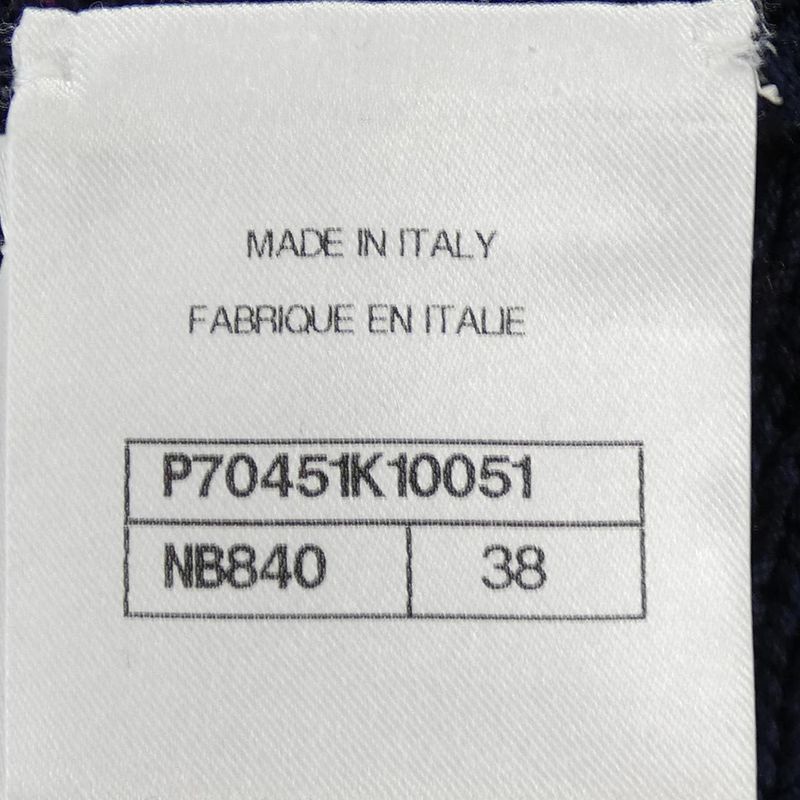 MADE IN ITALY
FABRIQUE EN ITALIE
P70451K10051
NB840 38